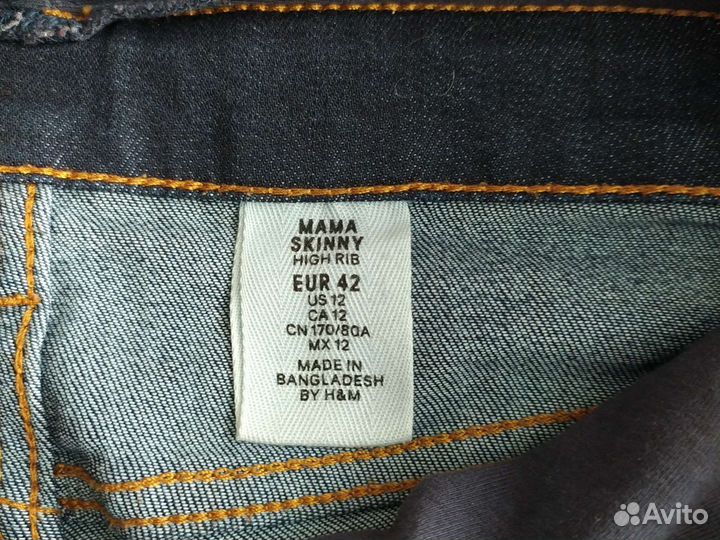 MAMA
SKINNY
HIGH RIB
EUR 42
US 12
CA 12
CN 170/80A
MX 12
MADE IN
BANGLADESH
BY H&M
Avito